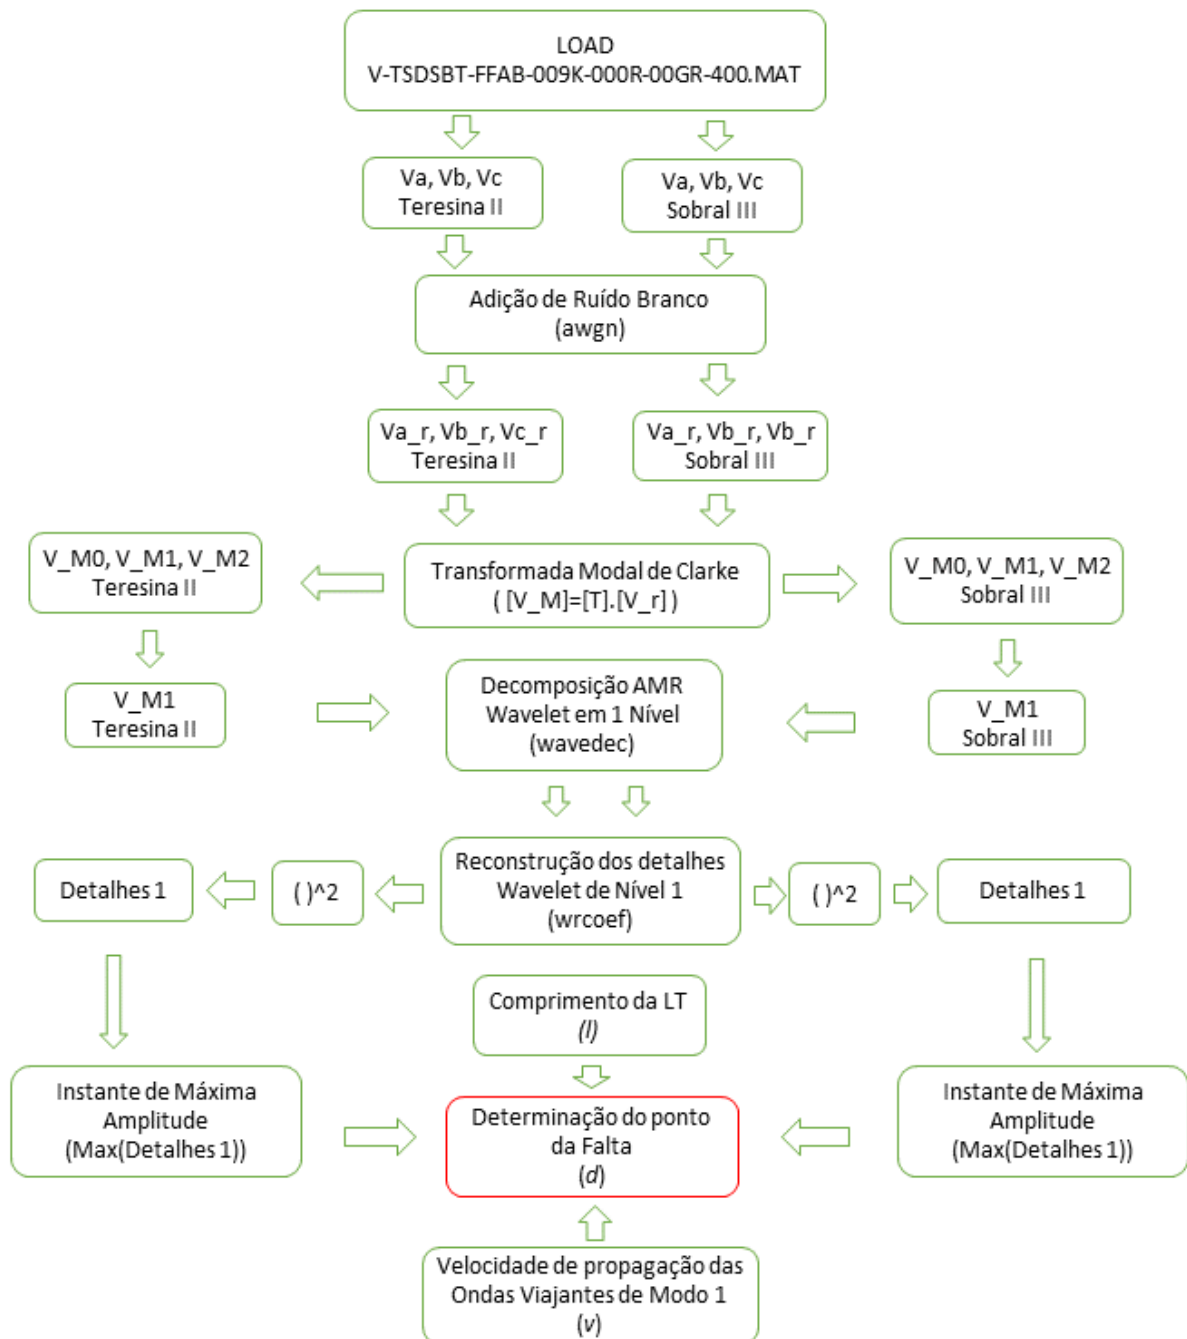 LOAD
V-TSDSBT-FFAB-009K-000R-00GR-400.MAT
Va, Vb, Vc
Teresina II
Va, Vb, Vc
Sobral III
Adição de Ruído Branco
(awgn)
Va_r, Vb_r, Vc_r
Teresina II
Va_r, Vb_r, Vb_r
Sobral III
V_M0, V_M1, V_M2
Teresina II
Transformada Modal de Clarke
( [V_M]=[T].[V_r] )
V_M0, V_M1, V_M2
Sobral III
V_M1
Teresina II
Decomposição AMR
Wavelet em 1 Nível
(wavedec)
V_M1
Sobral III
Detalhes 1
( )^2
Reconstrução dos detalhes
Wavelet de Nível 1
(wrcoef)
( )^2
Detalhes 1
Comprimento da LT
(l)
Instante de Máxima
Amplitude
(Max(Detalhes 1))
Determinação do ponto
da Falta
(d)
Instante de Máxima
Amplitude
(Max(Detalhes 1))
Velocidade de propagação das
Ondas Viajantes de Modo 1
(v)